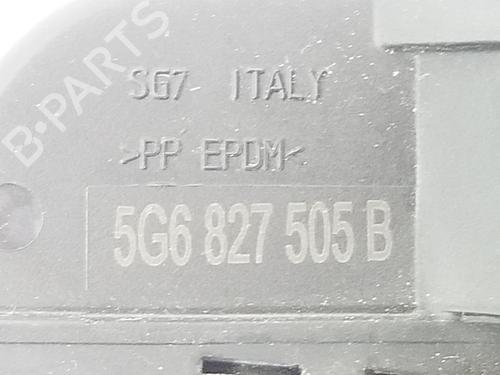 B-PARTS
SG7 ITALY
>PP EPDM<
5G6 827 505 B